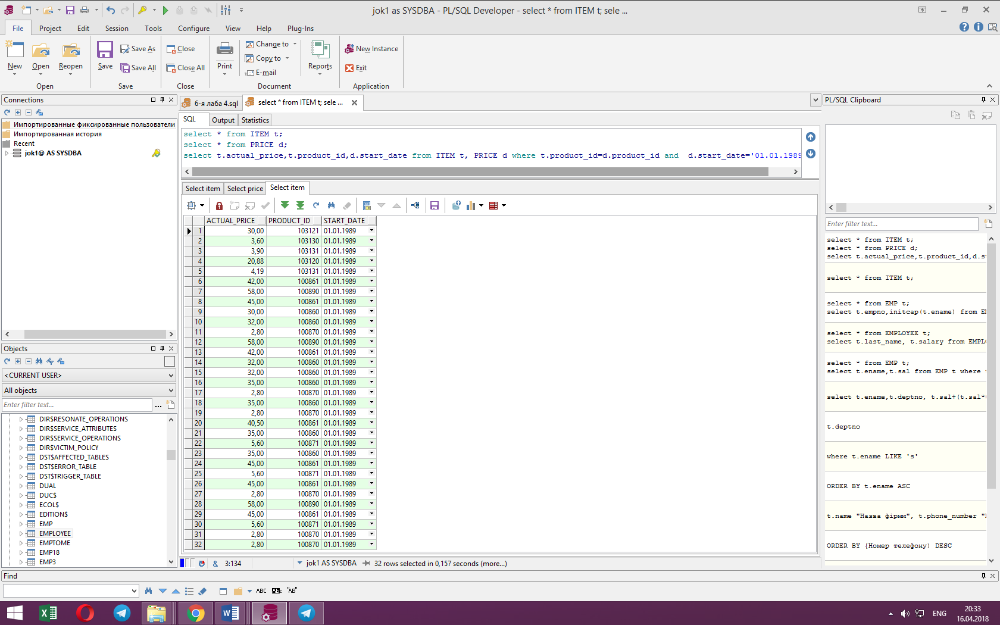 jok1 as SYSDBA - PL/SQL Developer - select * from ITEM t; sele ...
File Project Edit Session Tools Configure View Help Plug-Ins
New Open Reopen Save Save As Save All Close Close All Print Change to Copy to E-mail Reports New Instance Exit
Open Save Close Document Application
Connections
Импортированные фиксированные пользователи
Импортированная история
Recent
jok1@ AS SYSDBA
Objects
<CURRENT USER>
All objects
Enter filter text...
DIR$RESONATE_OPERATIONS
DIR$SERVICE_ATTRIBUTES
DIR$SERVICE_OPERATIONS
DIR$VICTIM_POLICY
DST$AFFECTED_TABLES
DST$ERROR_TABLE
DST$TRIGGER_TABLE
DUAL
DUC$
ECOL$
EDITION$
EMP
EMPLOYEE
EMPTOME
EMP18
EMP3
6-я лаба 4.sql select * from ITEM t; sele ...
SQL Output Statistics
select * from ITEM t;
select * from PRICE d;
select t.actual_price,t.product_id,d.start_date from ITEM t, PRICE d where t.product_id=d.product_id and  d.start_date='01.01.1989
Select item Select price Select item
ACTUAL_PRICE PRODUCT_ID START_DATE
1 30,00 103121 01.01.1989
2 3,60 103130 01.01.1989
3 3,90 103131 01.01.1989
4 20,88 103120 01.01.1989
5 4,19 103131 01.01.1989
6 42,00 100861 01.01.1989
7 58,00 100890 01.01.1989
8 45,00 100861 01.01.1989
9 30,00 100860 01.01.1989
10 32,00 100860 01.01.1989
11 2,80 100870 01.01.1989
12 58,00 100890 01.01.1989
13 42,00 100861 01.01.1989
14 32,00 100860 01.01.1989
15 32,00 100860 01.01.1989
16 35,00 100860 01.01.1989
17 2,80 100870 01.01.1989
18 35,00 100860 01.01.1989
19 2,80 100870 01.01.1989
20 40,50 100861 01.01.1989
21 35,00 100860 01.01.1989
22 5,60 100871 01.01.1989
23 35,00 100860 01.01.1989
24 45,00 100861 01.01.1989
25 5,60 100871 01.01.1989
26 45,00 100861 01.01.1989
27 2,80 100870 01.01.1989
28 58,00 100890 01.01.1989
29 45,00 100861 01.01.1989
30 5,60 100871 01.01.1989
31 2,80 100870 01.01.1989
32 2,80 100870 01.01.1989
& 3:134 jok1 AS SYSDBA 32 rows selected in 0,157 seconds (more...)
PL/SQL Clipboard
Enter filter text...
select * from ITEM t;
select * from PRICE d;
select t.actual_price,t.product_id,d.s
select * from ITEM t;
select * from EMP t;
select t.empno,initcap(t.ename) from E
select * from EMPLOYEE t;
select t.last_name, t.salary from EMPL
select * from EMP t;
select t.ename,t.sal from EMP t where
select t.ename,t.deptno, t.sal+(t.sal*
t.deptno
where t.ename LIKE 's'
ORDER BY t.ename ASC
t.name "Назва фірми", t.phone_number "
ORDER BY {Номер телефону) DESC
Find
ABC AB "AB"
ENG 20:33
16.04.2018